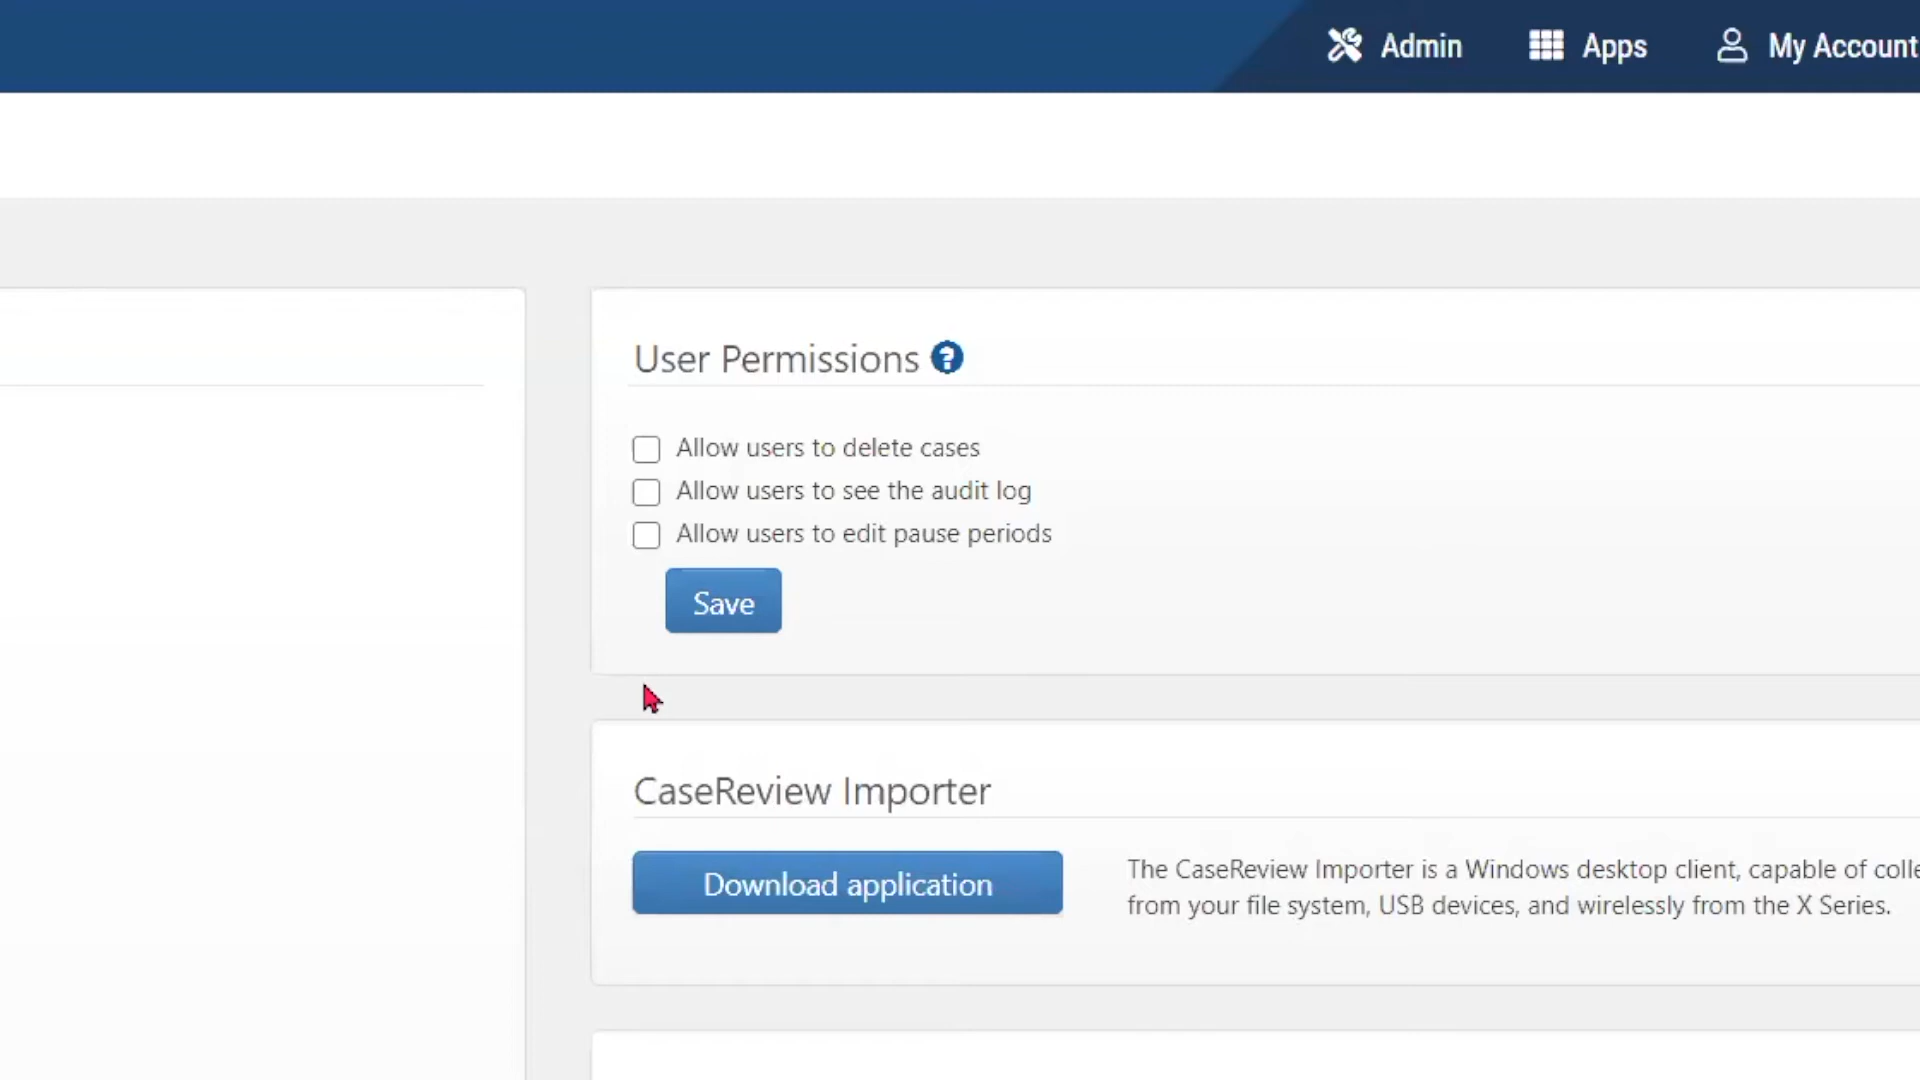 Admin Apps My Account
User Permissions ?
Allow users to delete cases
Allow users to see the audit log
Allow users to edit pause periods
Save
CaseReview Importer
Download application
The CaseReview Importer is a Windows desktop client, capable of colle
from your file system, USB devices, and wirelessly from the X Series.